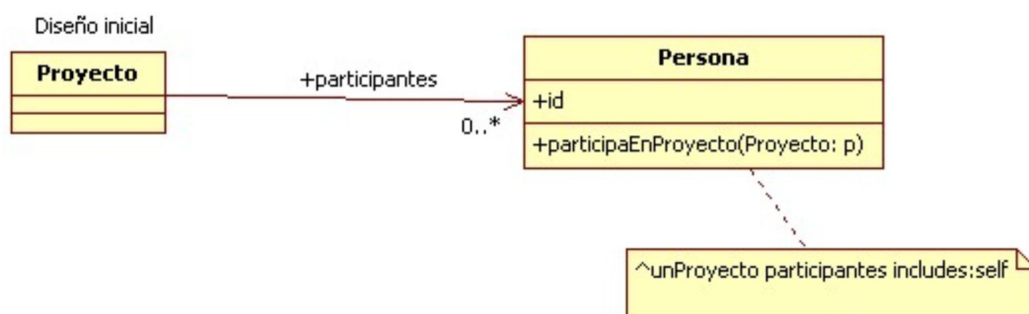 Diseño inicial
Proyecto
+participantes
0..*
Persona
+id
+participaEnProyecto(Proyecto: p)
^unProyecto participantes includes:self